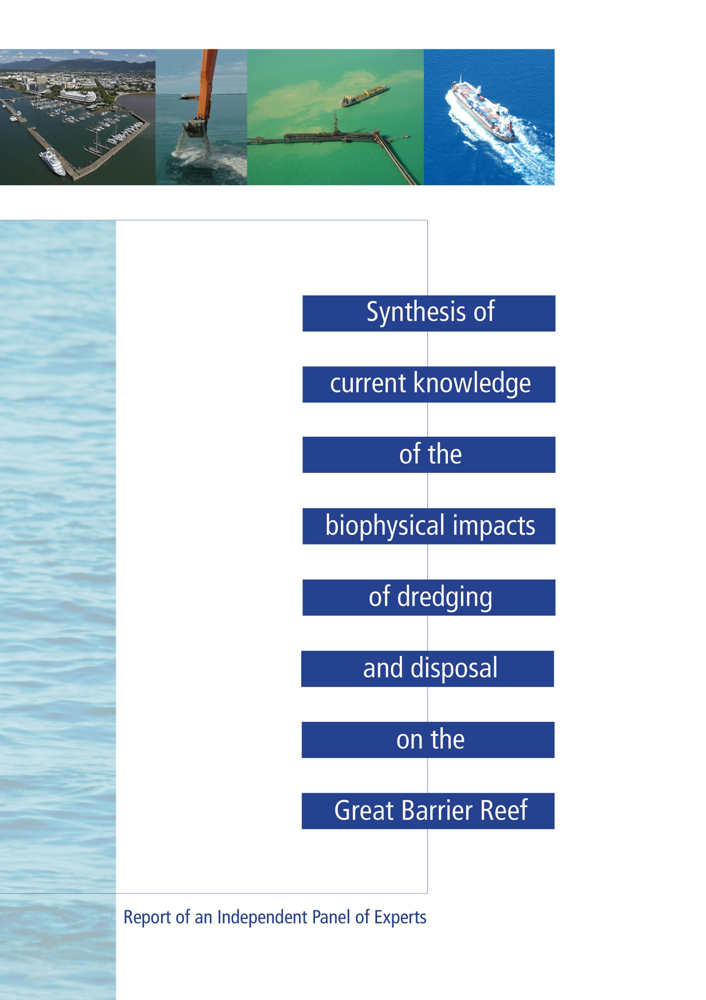 Synthesis of
current knowledge
of the
biophysical impacts
of dredging
and disposal
on the
Great Barrier Reef
Report of an Independent Panel of Experts